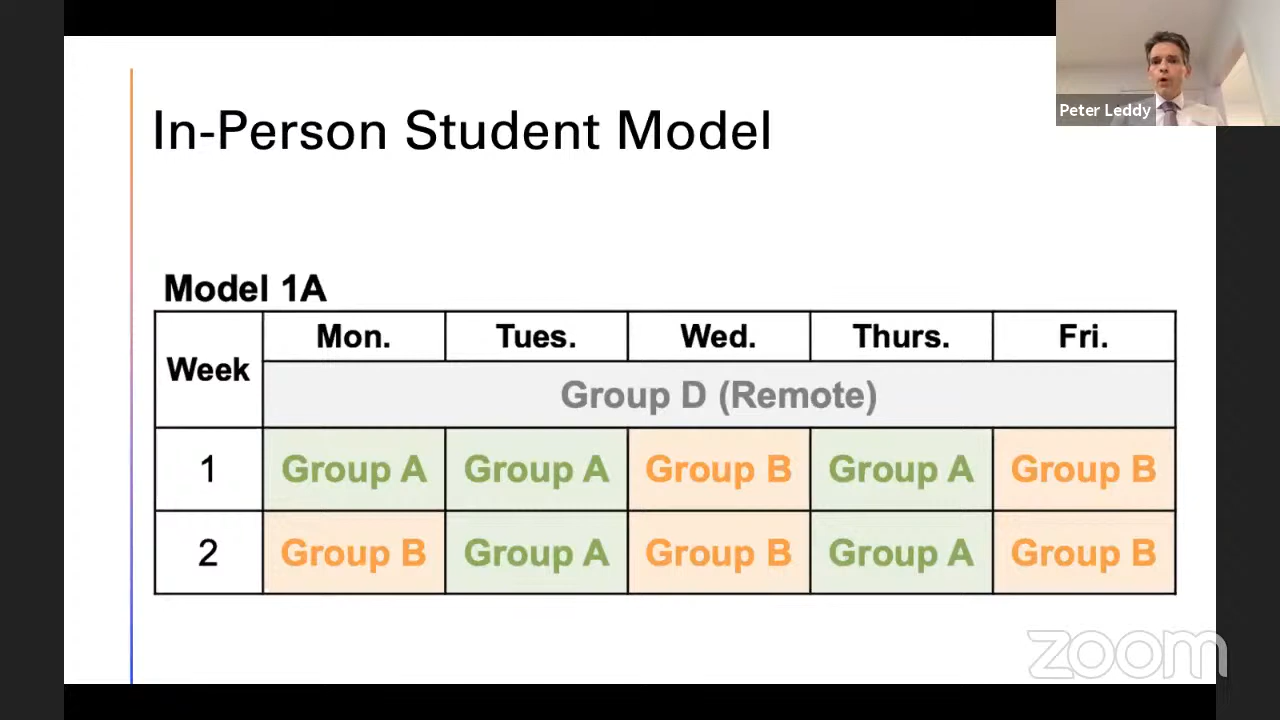 Peter Leddy
In-Person Student Model
Model 1A
Week Mon. Tues. Wed. Thurs. Fri.
Group D (Remote)
1 Group A Group A Group B Group A Group B
2 Group B Group A Group B Group A Group B
zoom